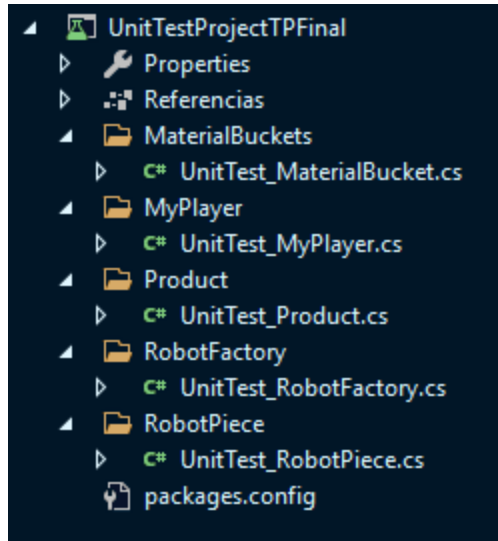 UnitTestProjectTPFinal
Properties
Referencias
MaterialBuckets
C# UnitTest_MaterialBucket.cs
MyPlayer
C# UnitTest_MyPlayer.cs
Product
C# UnitTest_Product.cs
RobotFactory
C# UnitTest_RobotFactory.cs
RobotPiece
C# UnitTest_RobotPiece.cs
packages.config